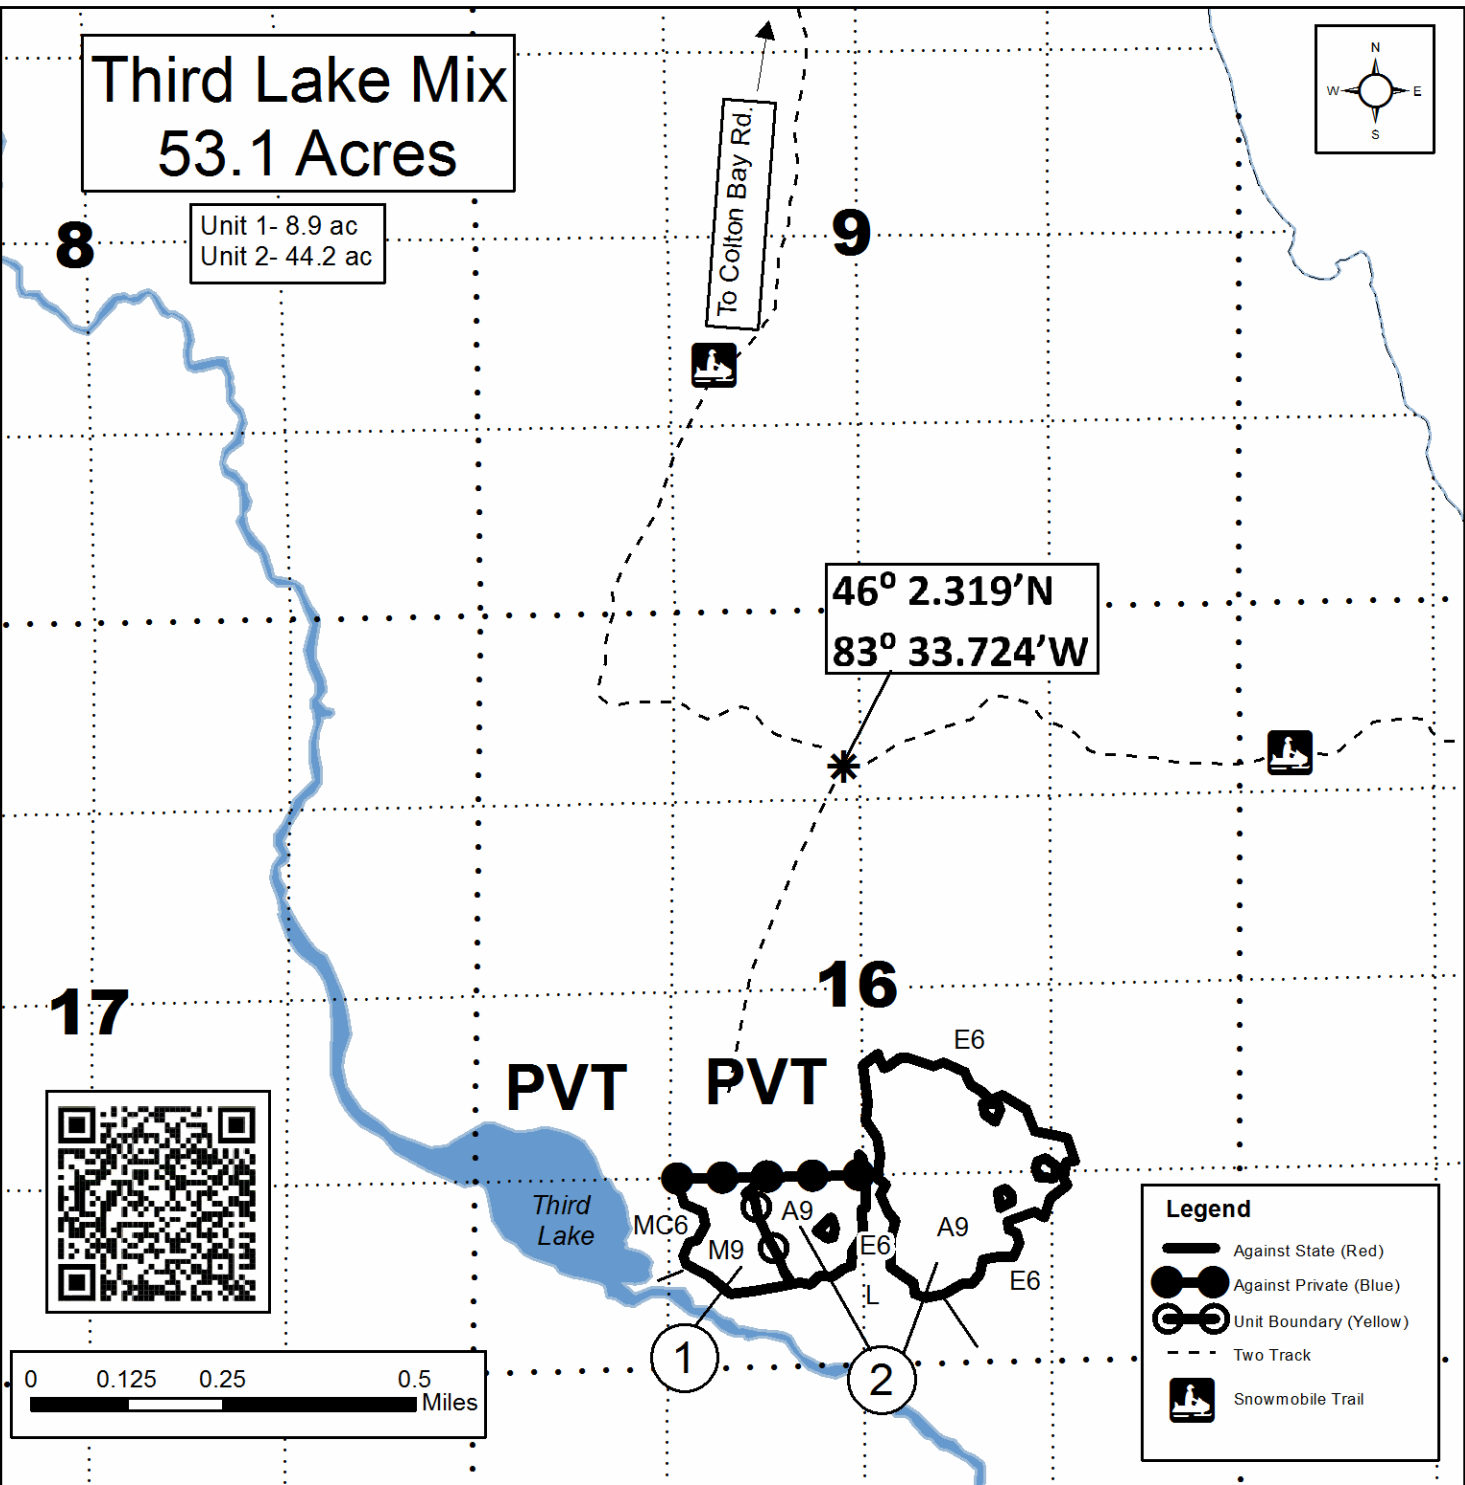 Third Lake Mix
53.1 Acres
Unit 1- 8.9 ac
Unit 2- 44.2 ac
To Colton Bay Rd.
N
W
E
S
8
9
46° 2.319’N
83° 33.724’W
17
16
PVT
PVT
E6
Third
Lake
MC6
M9
A9
E6
A9
E6
L
1
2
0
0.125
0.25
0.5
Miles
Legend
Against State (Red)
Against Private (Blue)
Unit Boundary (Yellow)
Two Track
Snowmobile Trail